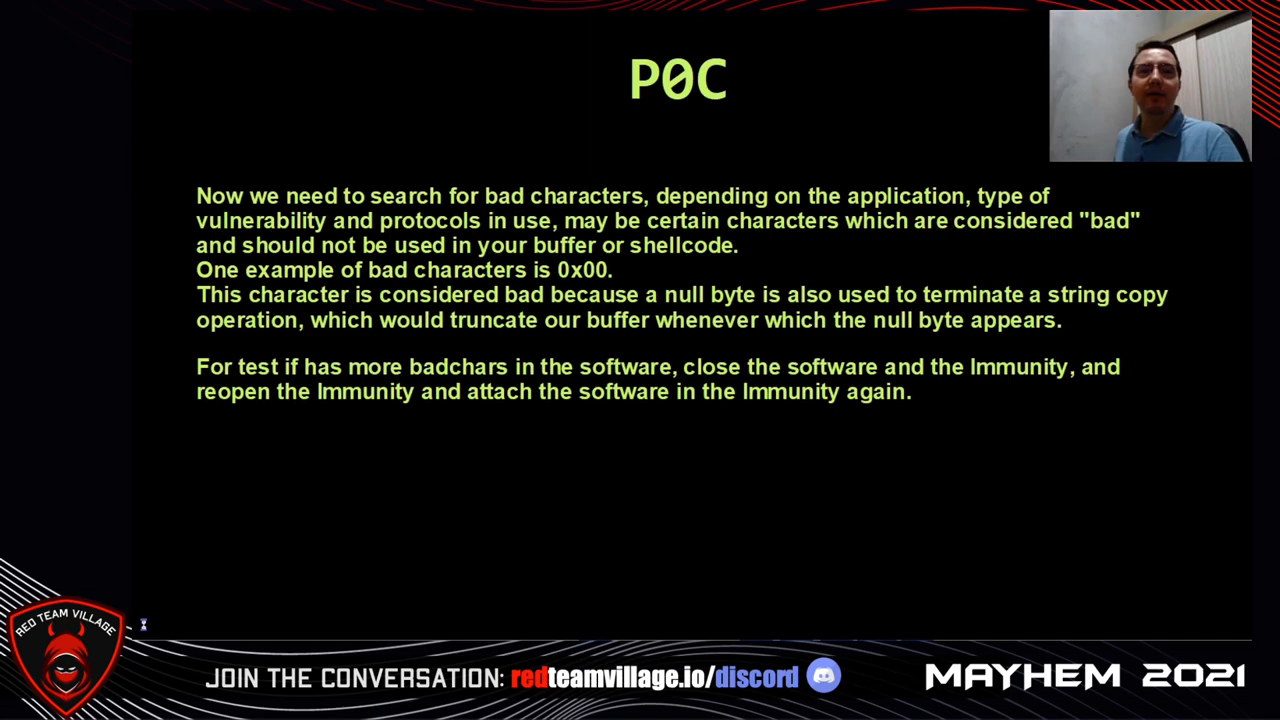 P0C
Now we need to search for bad characters, depending on the application, type of
vulnerability and protocols in use, may be certain characters which are considered "bad"
and should not be used in your buffer or shellcode.
One example of bad characters is 0x00.
This character is considered bad because a null byte is also used to terminate a string copy
operation, which would truncate our buffer whenever which the null byte appears.
For test if has more badchars in the software, close the software and the Immunity, and
reopen the Immunity and attach the software in the Immunity again.
RED TEAM VILLAGE
JOIN THE CONVERSATION: redteamvillage.io/discord
MAYHEM 2021